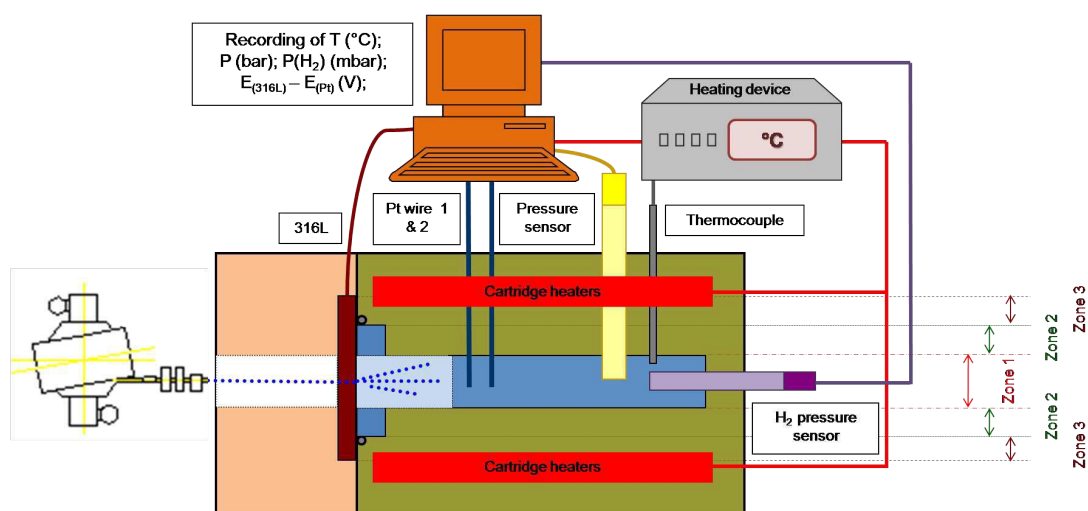 Recording of T (°C);
P (bar); P(H₂) (mbar);
E₍₃₁₆L₎ – E₍Pt₎ (V);
Heating device
°C
316L
Pt wire 1
& 2
Pressure
sensor
Thermocouple
Cartridge heaters
Cartridge heaters
H₂ pressure
sensor
Zone 3
Zone 2
Zone 1
Zone 2
Zone 3